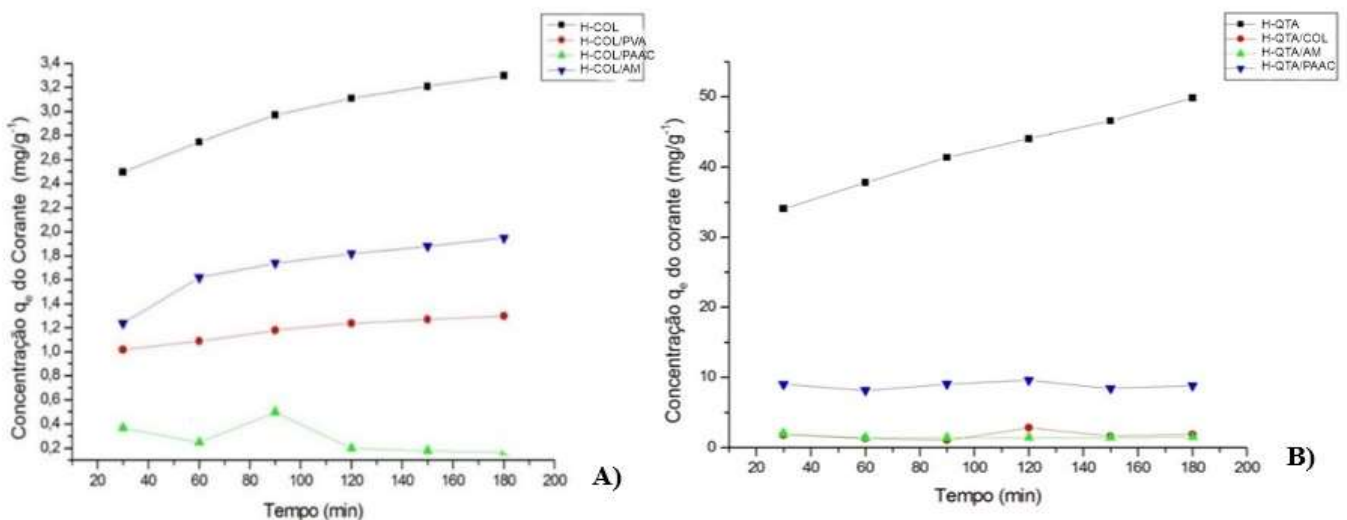 H-COL
H-COL/PVA
H-COL/PAAC
H-COL/AM
Concentração qe do Corante (mg/g-1)
3,4
3,2
3,0
2,8
2,6
2,4
2,2
2,0
1,8
1,6
1,4
1,2
1,0
0,8
0,6
0,4
0,2
20 40 60 80 100 120 140 160 180 200
Tempo (min)
A)
H-QTA
H-QTA/COL
H-QTA/AM
H-QTA/PAAC
Concentração qe do corante (mg/g-1)
50
40
30
20
10
0
20 40 60 80 100 120 140 160 180 200
Tempo (min)
B)